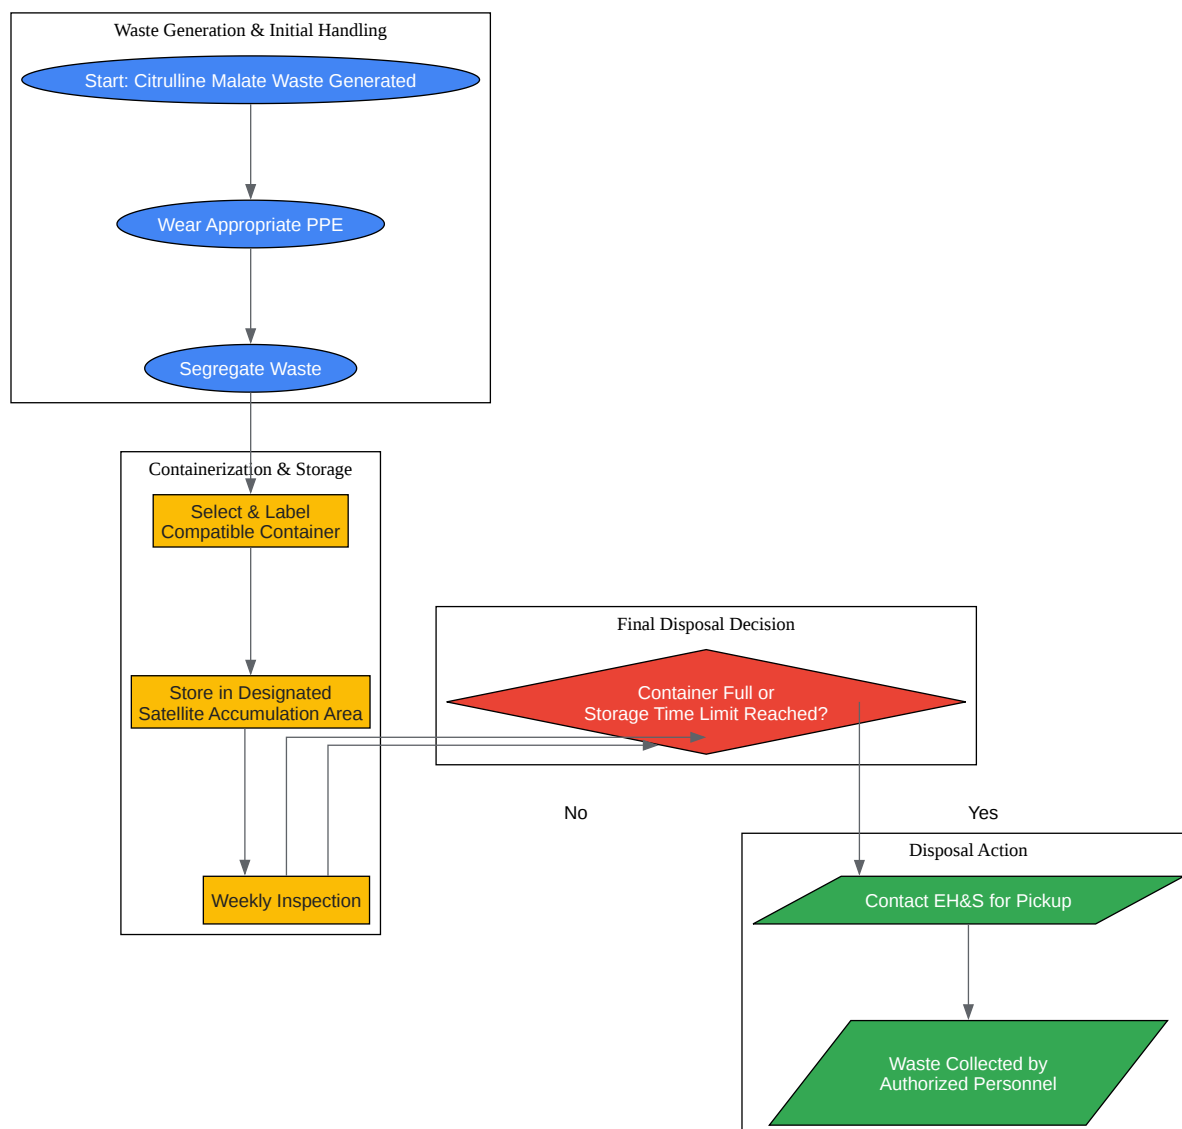 Waste Generation & Initial Handling
Start: Citrulline Malate Waste Generated
Wear Appropriate PPE
Segregate Waste
Containerization & Storage
Select & Label
Compatible Container
Store in Designated
Satellite Accumulation Area
Weekly Inspection
Final Disposal Decision
Container Full or
Storage Time Limit Reached?
No
Yes
Disposal Action
Contact EH&S for Pickup
Waste Collected by
Authorized Personnel